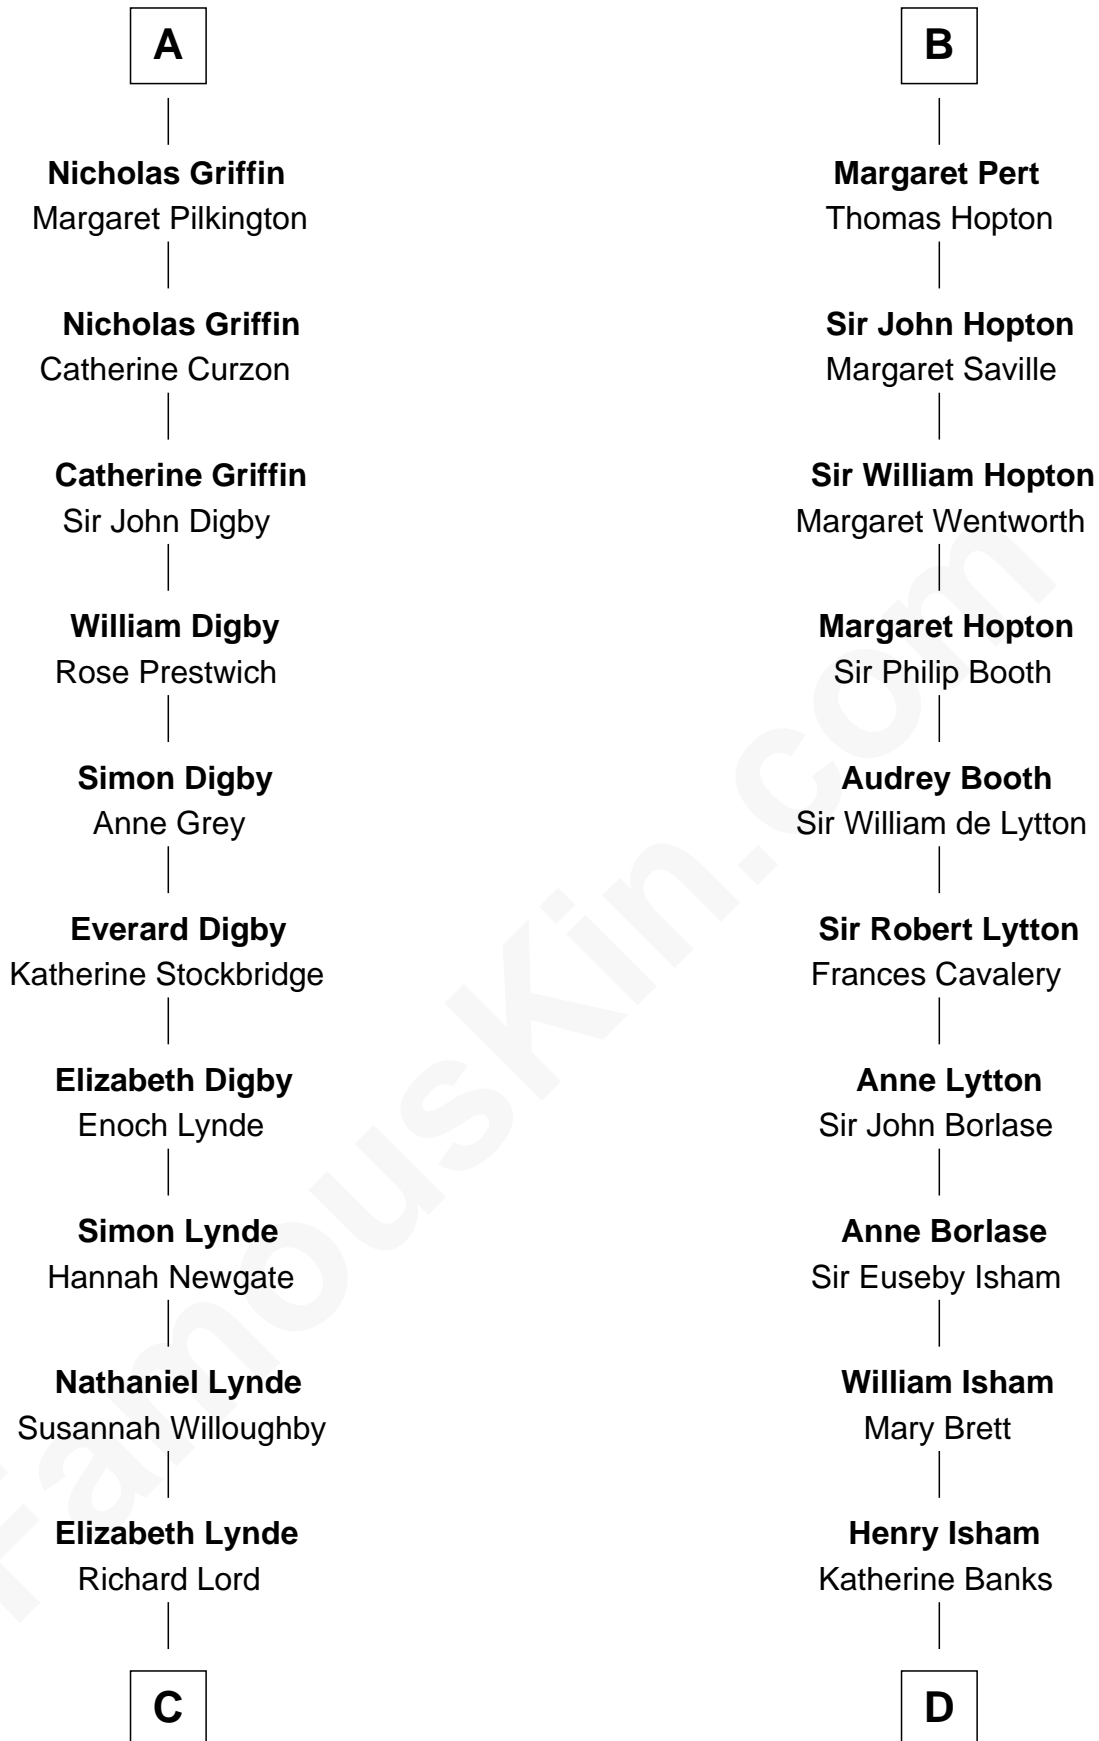 A
Nicholas Griffin
Margaret Pilkington
Nicholas Griffin
Catherine Curzon
Catherine Griffin
Sir John Digby
William Digby
Rose Prestwich
Simon Digby
Anne Grey
Everard Digby
Katherine Stockbridge
Elizabeth Digby
Enoch Lynde
Simon Lynde
Hannah Newgate
Nathaniel Lynde
Susannah Willoughby
Elizabeth Lynde
Richard Lord
C
B
Margaret Pert
Thomas Hopton
Sir John Hopton
Margaret Saville
Sir William Hopton
Margaret Wentworth
Margaret Hopton
Sir Philip Booth
Audrey Booth
Sir William de Lytton
Sir Robert Lytton
Frances Cavalery
Anne Lytton
Sir John Borlase
Anne Borlase
Sir Euseby Isham
William Isham
Mary Brett
Henry Isham
Katherine Banks
D
FamousKin.com